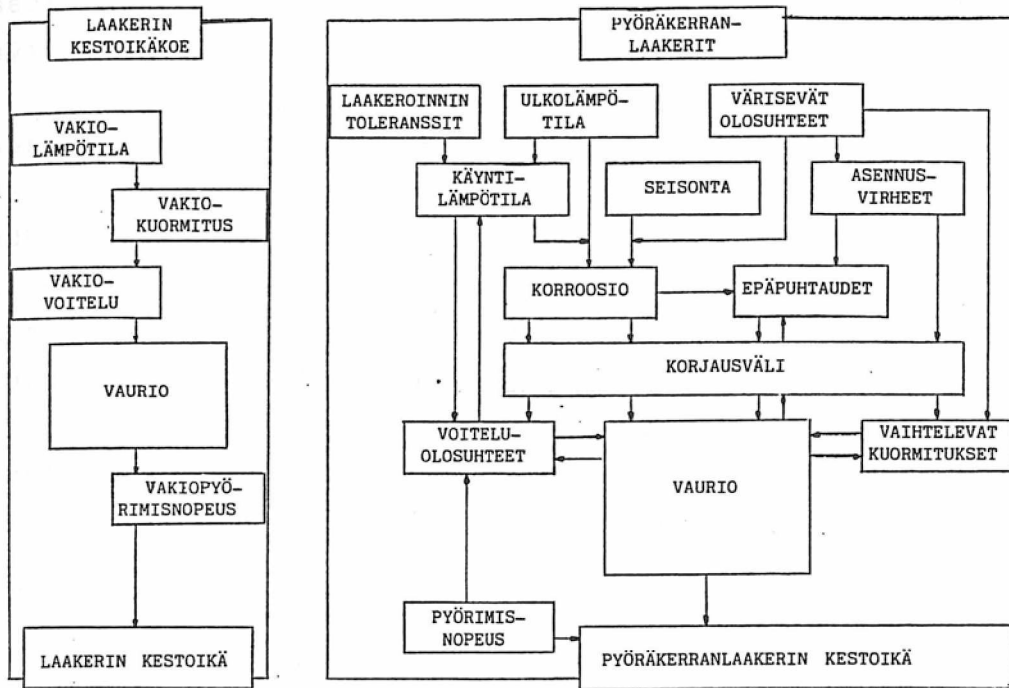 LAAKERIN
KESTOIKÄKOE
VAKIO-
LÄMPÖTILA
VAKIO-
KUORMITUS
VAKIO-
VOITELU
VAURIO
VAKIOPYÖ-
RIMISNOPEUS
LAAKERIN KESTOIKÄ
PYÖRÄKERRAN-
LAAKERIT
LAAKEROINNIN
TOLERANSSIT
ULKOLÄMPÖ-
TILA
VÄRISEVÄT
OLOSUHTEET
KÄYNTI-
LÄMPÖTILA
SEISONTA
ASENNUS-
VIRHEET
KORROOSIO
EPÄPUHTAUDET
KORJAUSVÄLI
VOITELU-
OLOSUHTEET
VAURIO
VAIHTELEVAT
KUORMITUKSET
PYÖRIMIS-
NOPEUS
PYÖRÄKERRANLAAKERIN KESTOIKÄ